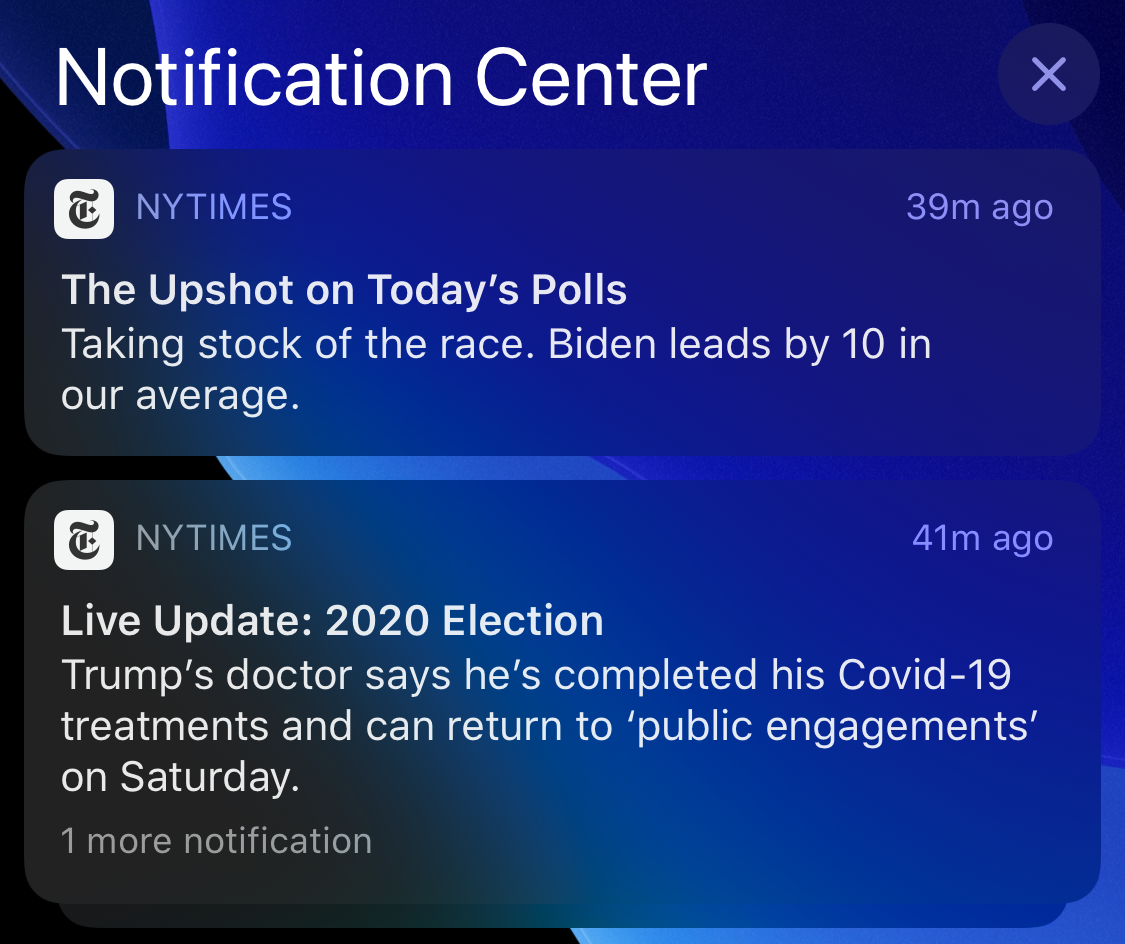 Notification Center
NYTIMES
39m ago
The Upshot on Today’s Polls
Taking stock of the race. Biden leads by 10 in
our average.
NYTIMES
41m ago
Live Update: 2020 Election
Trump’s doctor says he’s completed his Covid-19
treatments and can return to ‘public engagements’
on Saturday.
1 more notification